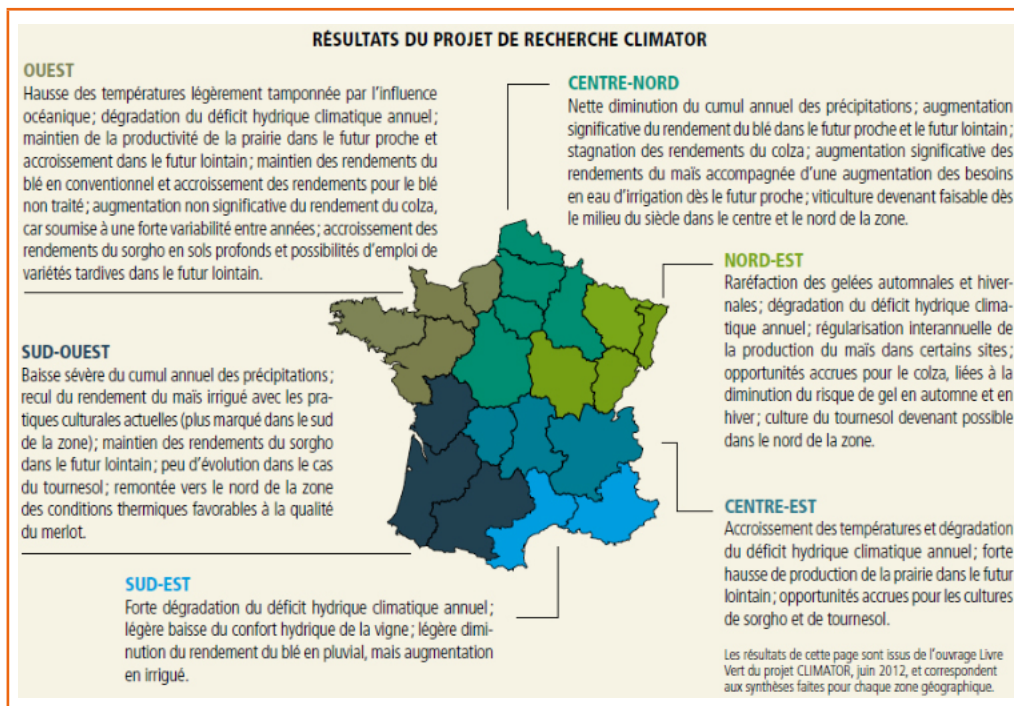 RÉSULTATS DU PROJET DE RECHERCHE CLIMATOR
OUEST
Hausse des températures légèrement tamponnée par l'influence
océanique; dégradation du déficit hydrique climatique annuel;
maintien de la productivité de la prairie dans le futur proche et
accroissement dans le futur lointain; maintien des rendements du
blé en conventionnel et accroissement des rendements pour le blé
non traité; augmentation non significative du rendement du colza,
car soumise à une forte variabilité entre années; accroissement des
rendements du sorgho en sols profonds et possibilités d'emploi de
variétés tardives dans le futur lointain.
CENTRE-NORD
Nette diminution du cumul annuel des précipitations; augmentation
significative du rendement du blé dans le futur proche et le futur lointain;
stagnation des rendements du colza; augmentation significative des
rendements du maïs accompagnée d'une augmentation des besoins
en eau d'irrigation dès le futur proche; viticulture devenant faisable dès
le milieu du siècle dans le centre et le nord de la zone.
NORD-EST
Raréfaction des gelées automnales et hiver-
nales; dégradation du déficit hydrique clima-
tique annuel; régularisation interannuelle de
la production du maïs dans certains sites;
opportunités accrues pour le colza, liées à la
diminution du risque de gel en automne et en
hiver; culture du tournesol devenant possible
dans le nord de la zone.
SUD-OUEST
Baisse sévère du cumul annuel des précipitations;
recul du rendement du maïs irrigué avec les pra-
tiques culturales actuelles (plus marqué dans le sud
de la zone); maintien des rendements du sorgho
dans le futur lointain; peu d'évolution dans le cas
du tournesol; remontée vers le nord de la zone
des conditions thermiques favorables à la qualité
du merlot.
CENTRE-EST
Accroissement des températures et dégradation
du déficit hydrique climatique annuel; forte
hausse de production de la prairie dans le futur
lointain; opportunités accrues pour les cultures
de sorgho et de tournesol.
SUD-EST
Forte dégradation du déficit hydrique climatique annuel;
légère baisse du confort hydrique de la vigne; légère dimi-
nution du rendement du blé en pluvial, mais augmentation
en irrigué.
Les résultats de cette page sont issus de l'ouvrage Livre
Vert du projet CLIMATOR, juin 2012, et correspondent
aux synthèses faites pour chaque zone géographique.